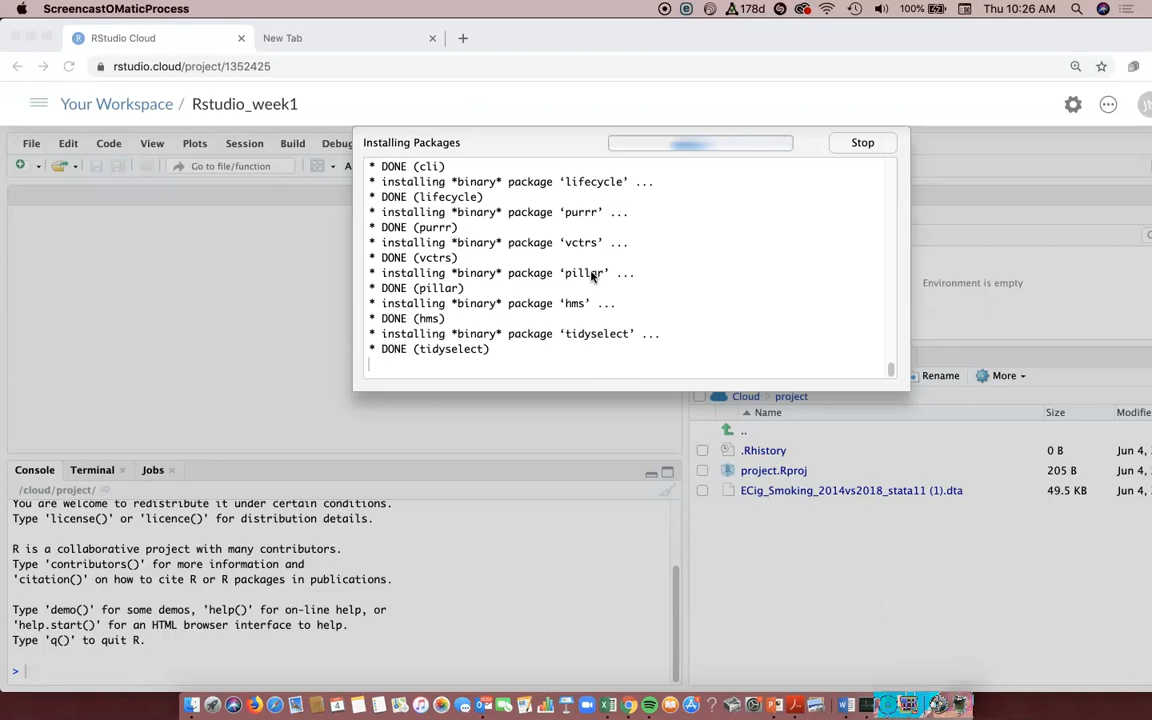 ScreencastOMaticProcess 178d 100% Thu 10:26 AM
RStudio Cloud New Tab
rstudio.cloud/project/1352425
Your Workspace / Rstudio_week1
File Edit Code View Plots Session Build
Go to file/function
Installing Packages Stop
* DONE (cli)
* installing *binary* package ‘lifecycle’ ...
* DONE (lifecycle)
* installing *binary* package ‘purrr’ ...
* DONE (purrr)
* installing *binary* package ‘vctrs’ ...
* DONE (vctrs)
* installing *binary* package ‘pillar’ ...
* DONE (pillar)
* installing *binary* package ‘hms’ ...
* DONE (hms)
* installing *binary* package ‘tidyselect’ ...
* DONE (tidyselect)
Environment is empty
Rename More
Cloud project
Name Size
..
.Rhistory 0 B Jun 4,
project.Rproj 205 B Jun 4,
ECig_Smoking_2014vs2018_stata11 (1).dta 49.5 KB Jun 4,
Console Terminal Jobs
/cloud/project/
You are welcome to redistribute it under certain conditions.
Type 'license()' or 'licence()' for distribution details.
R is a collaborative project with many contributors.
Type 'contributors()' for more information and
'citation()' on how to cite R or R packages in publications.
Type 'demo()' for some demos, 'help()' for on-line help, or
'help.start()' for an HTML browser interface to help.
Type 'q()' to quit R.
>